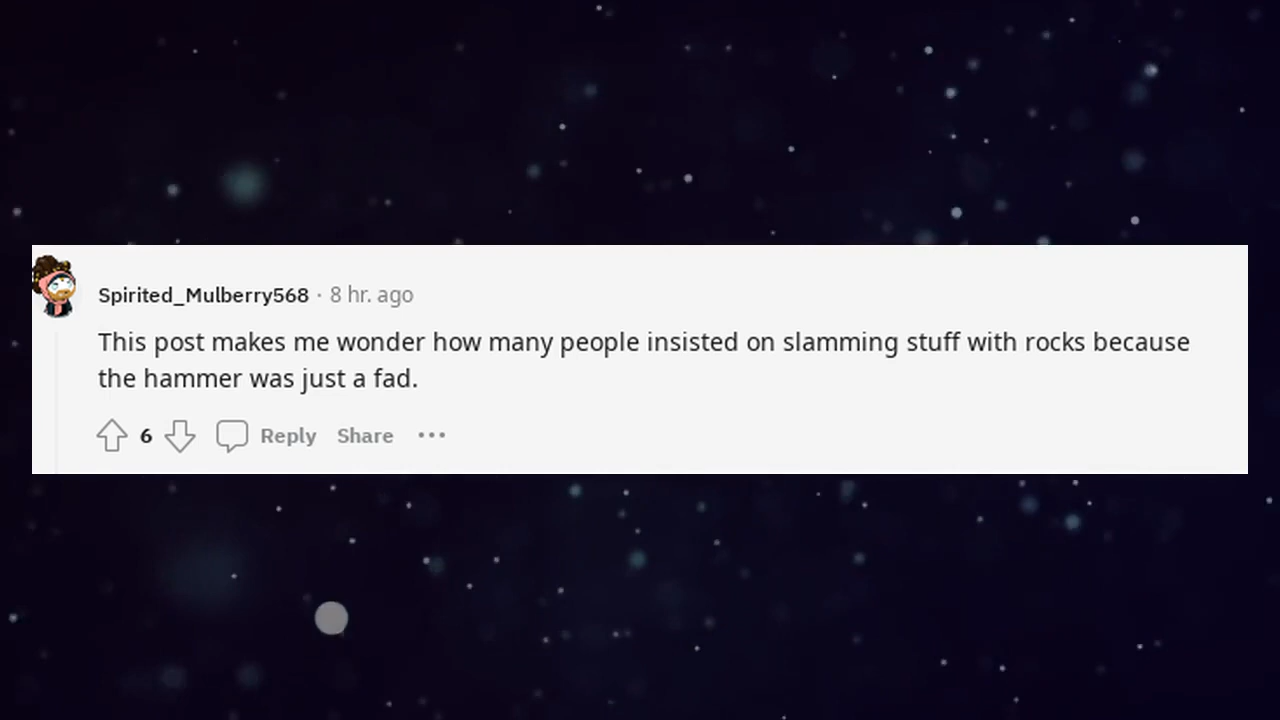 Spirited_Mulberry568 · 8 hr. ago
This post makes me wonder how many people insisted on slamming stuff with rocks because
the hammer was just a fad.
6 Reply Share ···